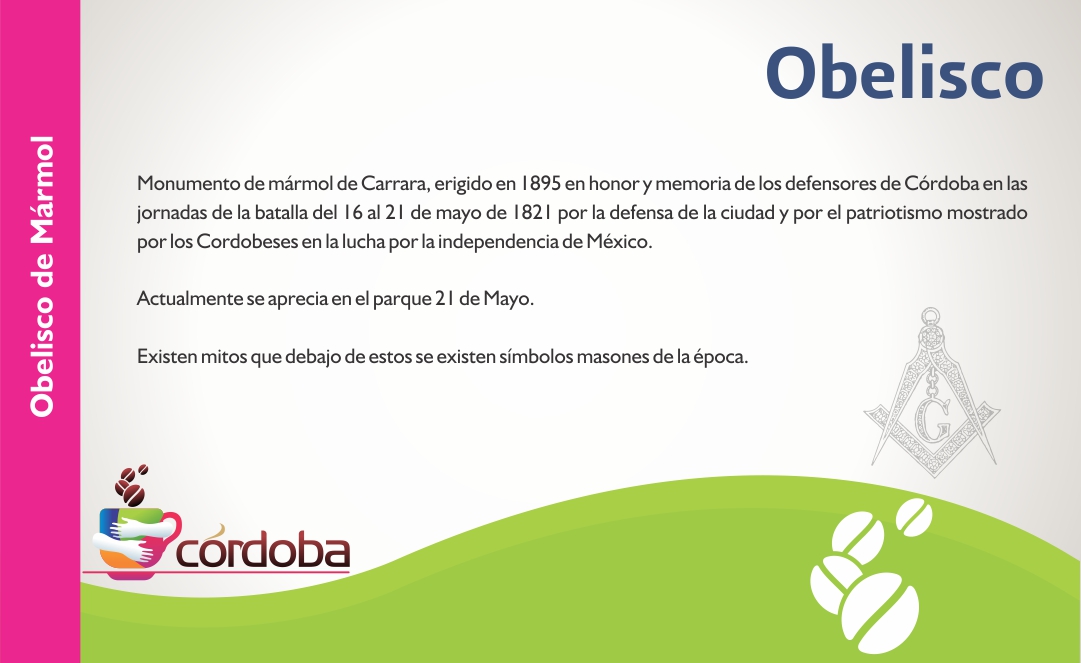 Obelisco de Mármol
Obelisco
Monumento de mármol de Carrara, erigido en 1895 en honor y memoria de los defensores de Córdoba en las
jornadas de la batalla del 16 al 21 de mayo de 1821 por la defensa de la ciudad y por el patriotismo mostrado
por los Cordobeses en la lucha por la independencia de México.
Actualmente se aprecia en el parque 21 de Mayo.
Existen mitos que debajo de estos se existen símbolos masones de la época.
G
córdoba